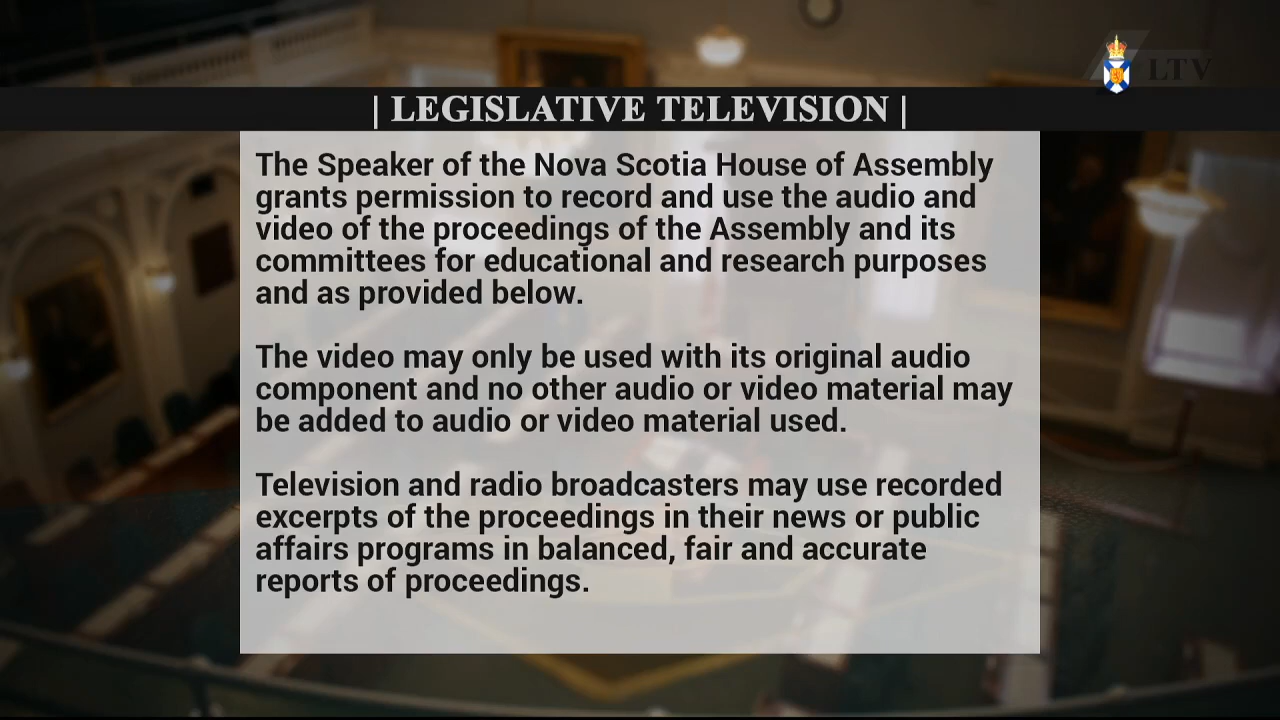 LTV
| LEGISLATIVE TELEVISION |
The Speaker of the Nova Scotia House of Assembly
grants permission to record and use the audio and
video of the proceedings of the Assembly and its
committees for educational and research purposes
and as provided below.
The video may only be used with its original audio
component and no other audio or video material may
be added to audio or video material used.
Television and radio broadcasters may use recorded
excerpts of the proceedings in their news or public
affairs programs in balanced, fair and accurate
reports of proceedings.